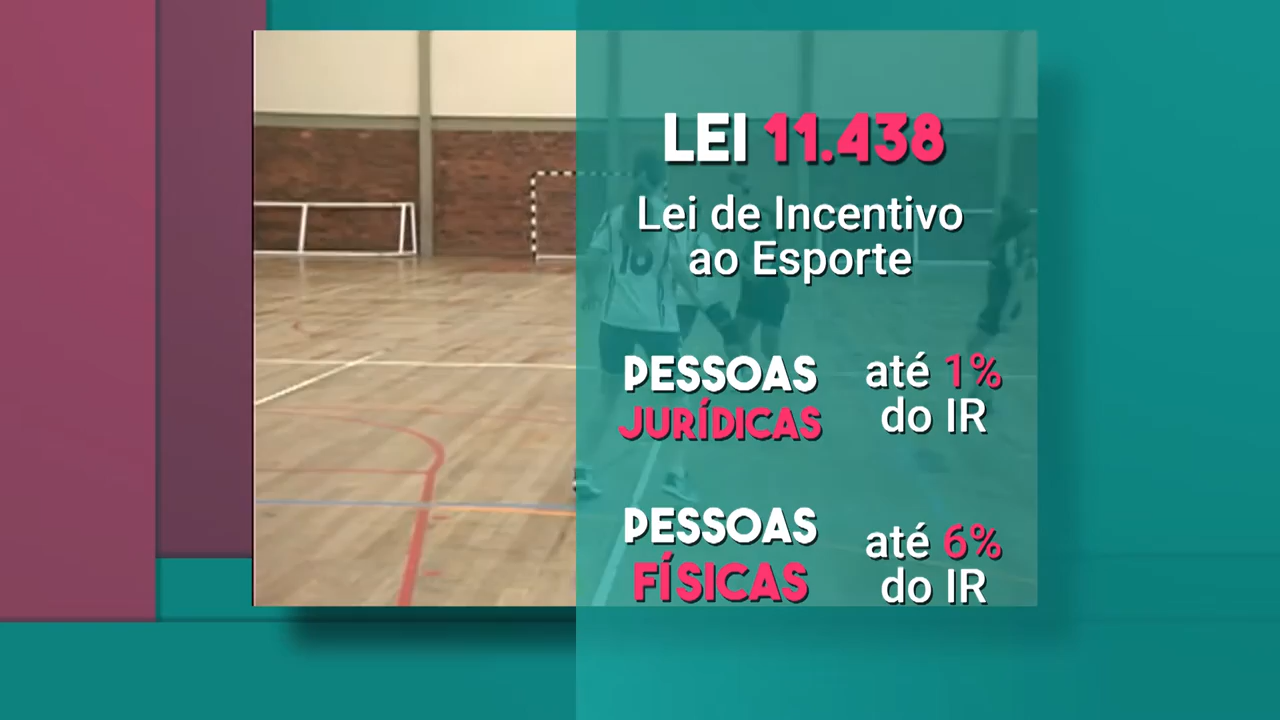 LEI 11.438
Lei de Incentivo
ao Esporte
PESSOAS
JURÍDICAS
até 1%
do IR
PESSOAS
FÍSICAS
até 6%
do IR
16